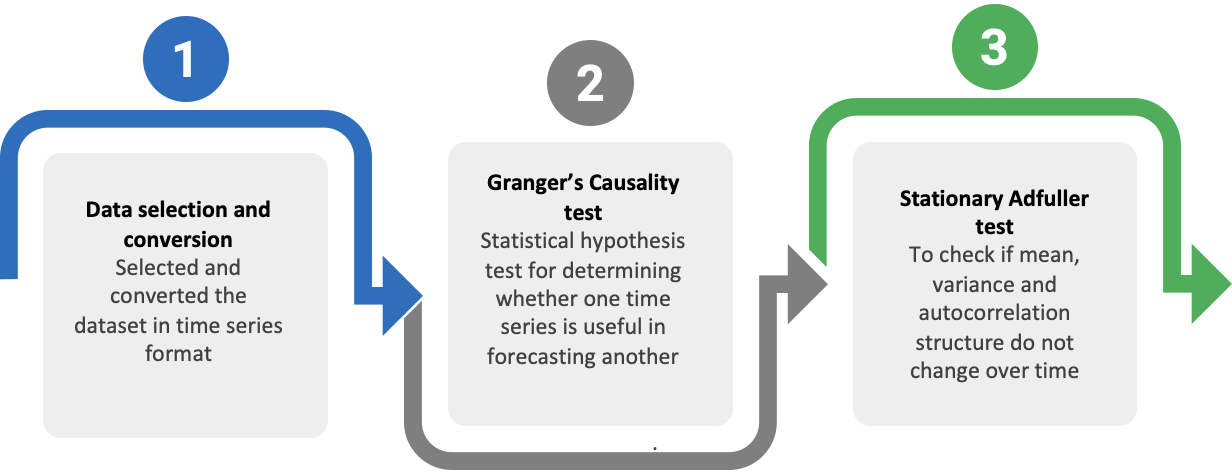 1
Data selection and
conversion
Selected and
converted the
dataset in time series
format
2
Granger’s Causality
test
Statistical hypothesis
test for determining
whether one time
series is useful in
forecasting another
.
3
Stationary Adfuller
test
To check if mean,
variance and
autocorrelation
structure do not
change over time